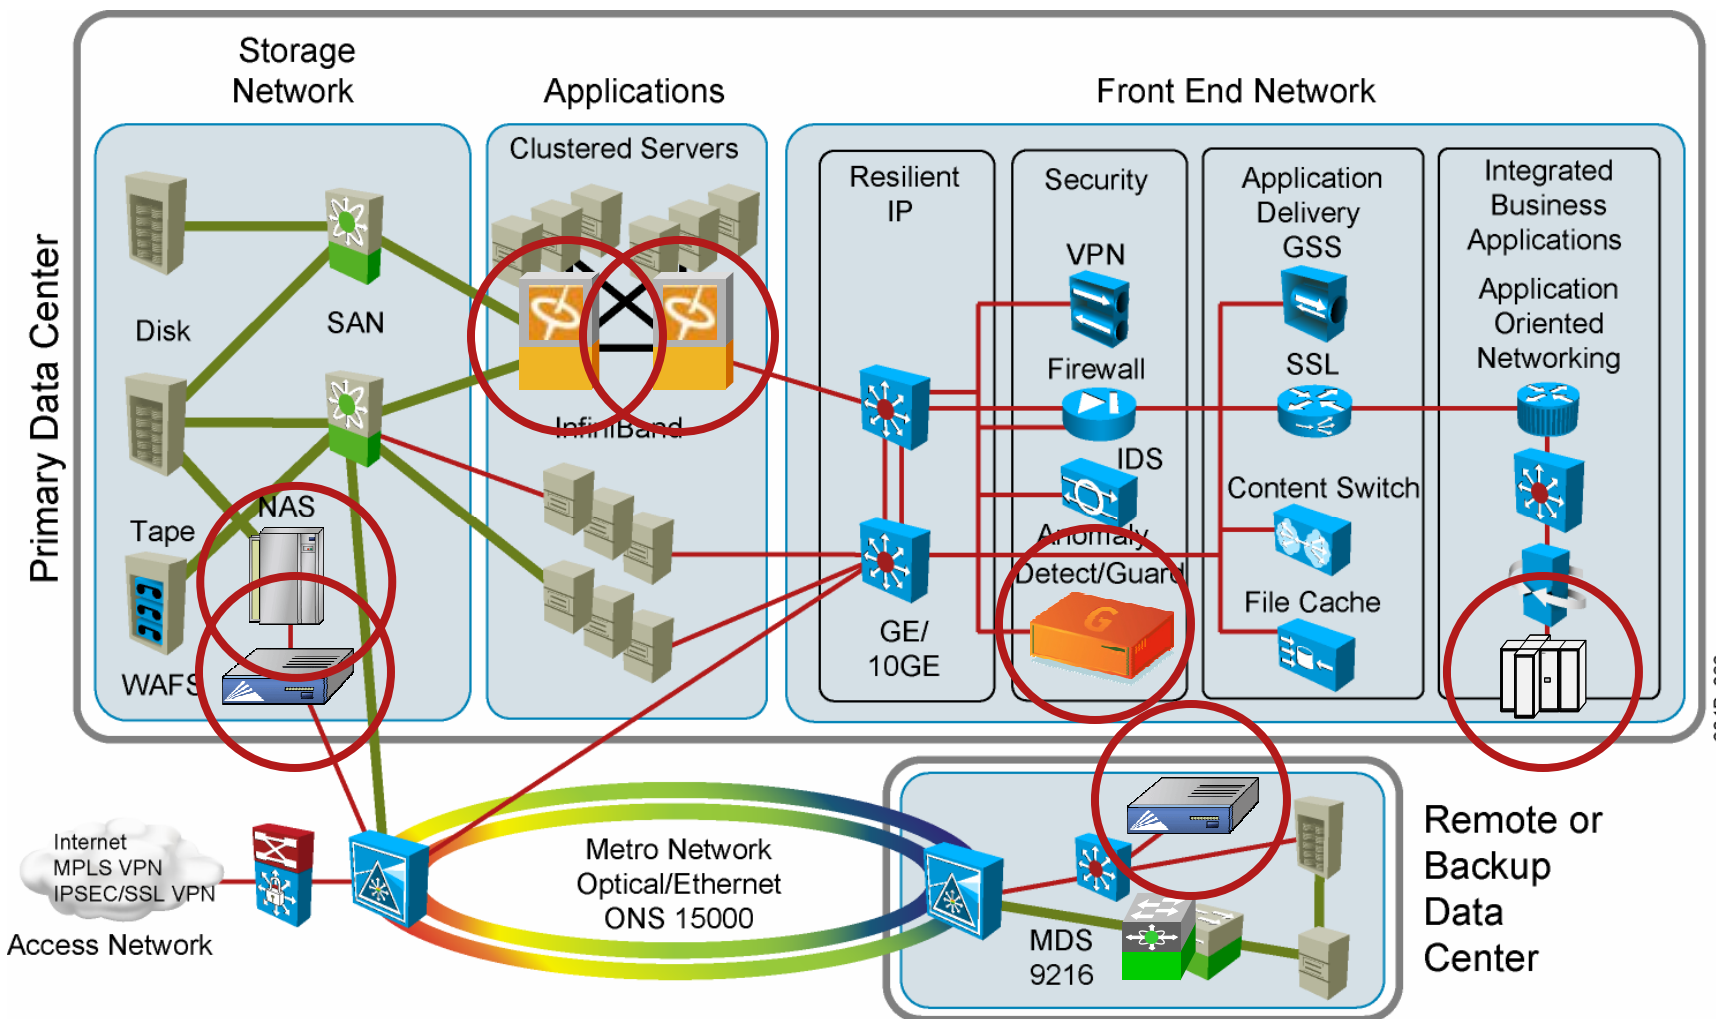 Storage
Network
Applications
Front End Network
Primary Data Center
Clustered Servers
Disk
SAN
Tape
NAS
WAFS
InfiniBand
Resilient
IP
GE/
10GE
Security
VPN
Firewall
IDS
Anomaly
Detect/Guard
G
Application
Delivery
GSS
SSL
Content Switch
File Cache
Integrated
Business
Applications
Application
Oriented
Networking
Internet
MPLS VPN
IPSEC/SSL VPN
Access Network
Metro Network
Optical/Ethernet
ONS 15000
MDS
9216
Remote or
Backup
Data
Center